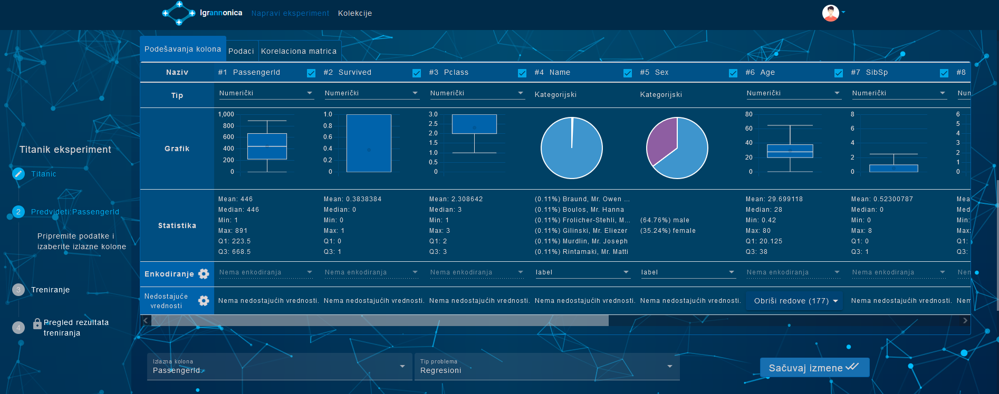 Igrannonica Napravi eksperiment Kolekcije
Podešavanja kolona Podaci Korelaciona matrica
Naziv #1 PassengerId #2 Survived #3 Pclass #4 Name #5 Sex #6 Age #7 SibSp #8
Tip Numerički Numerički Numerički Kategorijski Kategorijski Numerički Numerički Num
Grafik
1,000
800
600
400
200
0
1.0
0.8
0.6
0.4
0.2
0
3.0
2.5
2.0
1.5
1.0
0.5
0
80
60
40
20
0
8
6
4
2
0
6
5
4
3
2
1
0
Titanik eksperiment
Titanic
2 Predvideti:PassengerId
Pripremite podatke i
izaberite izlazne kolone
3 Treniranje
4 Pregled rezultata
treniranja
Statistika
Mean: 446
Median: 446
Min: 1
Max: 891
Q1: 223.5
Q3: 668.5
Mean: 0.3838384
Median: 0
Min: 0
Max: 1
Q1: 0
Q3: 1
Mean: 2.308642
Median: 3
Min: 1
Max: 3
Q1: 2
Q3: 3
(0.11%) Braund, Mr. Owen ...
(0.11%) Boulos, Mr. Hanna
(0.11%) Frolicher-Stehli, M...
(0.11%) Gilinski, Mr. Eliezer
(0.11%) Murdlin, Mr. Joseph
(0.11%) Rintamaki, Mr. Matti
(64.76%) male
(35.24%) female
Mean: 29.699118
Median: 28
Min: 0.42
Max: 80
Q1: 20.125
Q3: 38
Mean: 0.52300787
Median: 0
Min: 0
Max: 8
Q1: 0
Q3: 1
Mea
Med
Min:
Max:
Q1:
Q3:
Enkodiranje Nema enkodiranja Nema enkodiranja Nema enkodiranja label label Nema enkodiranja Nema enkodiranja Nen
Nedostajuće
vrednosti
Nema nedostajućih vrednosti. Nema nedostajućih vrednosti. Nema nedostajućih vrednosti. Nema nedostajućih vrednosti. Nema nedostajućih vrednosti. Obriši redove (177) Nema nedostajućih vrednosti. Nem
Izlazna kolona
PassengerId
Tip problema
Regresioni
Sačuvaj izmene